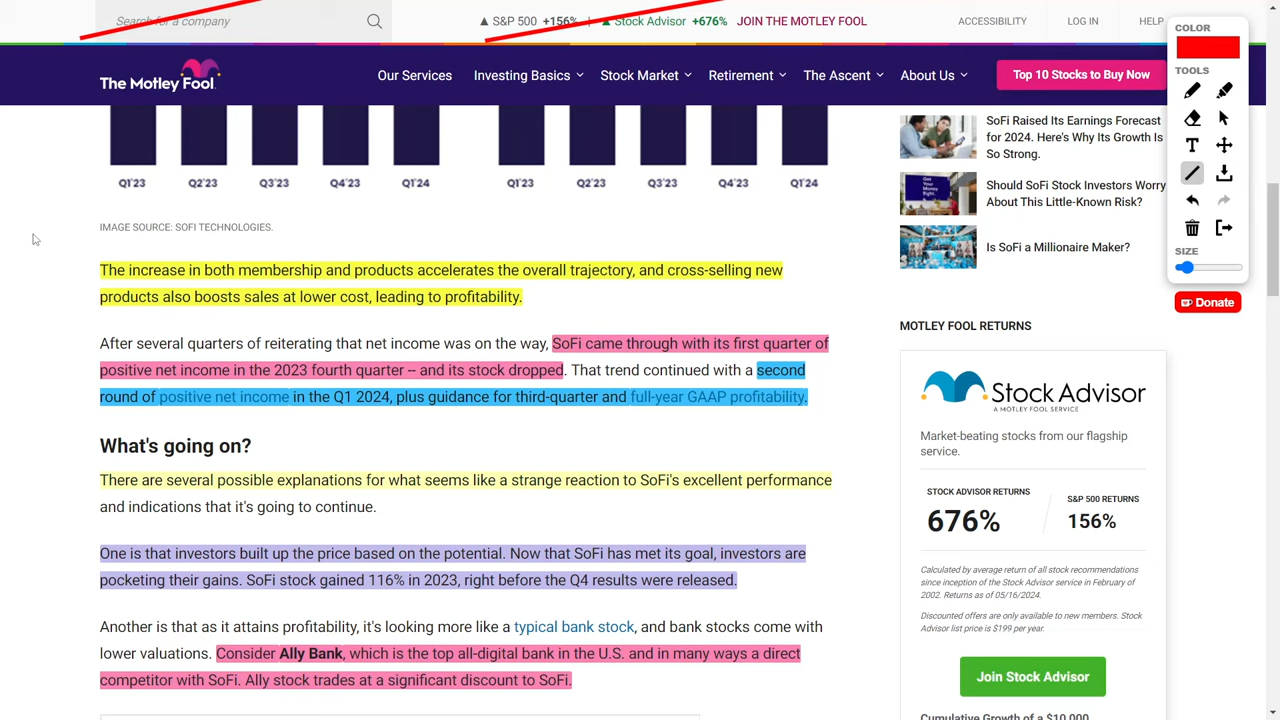 Search for a company
▲ S&P 500 +156% | ▲ Stock Advisor +676% JOIN THE MOTLEY FOOL
ACCESSIBILITY LOG IN HELP
The Motley Fool
Our Services Investing Basics Stock Market Retirement The Ascent About Us Top 10 Stocks to Buy Now
COLOR
TOOLS
T
SIZE
Donate
Q1'23 Q2'23 Q3'23 Q4'23 Q1'24 Q1'23 Q2'23 Q3'23 Q4'23 Q1'24
IMAGE SOURCE: SOFI TECHNOLOGIES.
The increase in both membership and products accelerates the overall trajectory, and cross-selling new
products also boosts sales at lower cost, leading to profitability.
After several quarters of reiterating that net income was on the way, SoFi came through with its first quarter of
positive net income in the 2023 fourth quarter -- and its stock dropped. That trend continued with a second
round of positive net income in the Q1 2024, plus guidance for third-quarter and full-year GAAP profitability.
What's going on?
There are several possible explanations for what seems like a strange reaction to SoFi's excellent performance
and indications that it's going to continue.
One is that investors built up the price based on the potential. Now that SoFi has met its goal, investors are
pocketing their gains. SoFi stock gained 116% in 2023, right before the Q4 results were released.
Another is that as it attains profitability, it's looking more like a typical bank stock, and bank stocks come with
lower valuations. Consider Ally Bank, which is the top all-digital bank in the U.S. and in many ways a direct
competitor with SoFi. Ally stock trades at a significant discount to SoFi.
SoFi Raised Its Earnings Forecast
for 2024. Here's Why Its Growth Is
So Strong.
Should SoFi Stock Investors Worry
About This Little-Known Risk?
Is SoFi a Millionaire Maker?
MOTLEY FOOL RETURNS
Stock Advisor
A MOTLEY FOOL SERVICE
Market-beating stocks from our flagship
service.
STOCK ADVISOR RETURNS
676%
S&P 500 RETURNS
156%
Calculated by average return of all stock recommendations
since inception of the Stock Advisor service in February of
2002. Returns as of 05/16/2024.
Discounted offers are only available to new members. Stock
Advisor list price is $199 per year.
Join Stock Advisor
Cumulative Growth of a $10,000